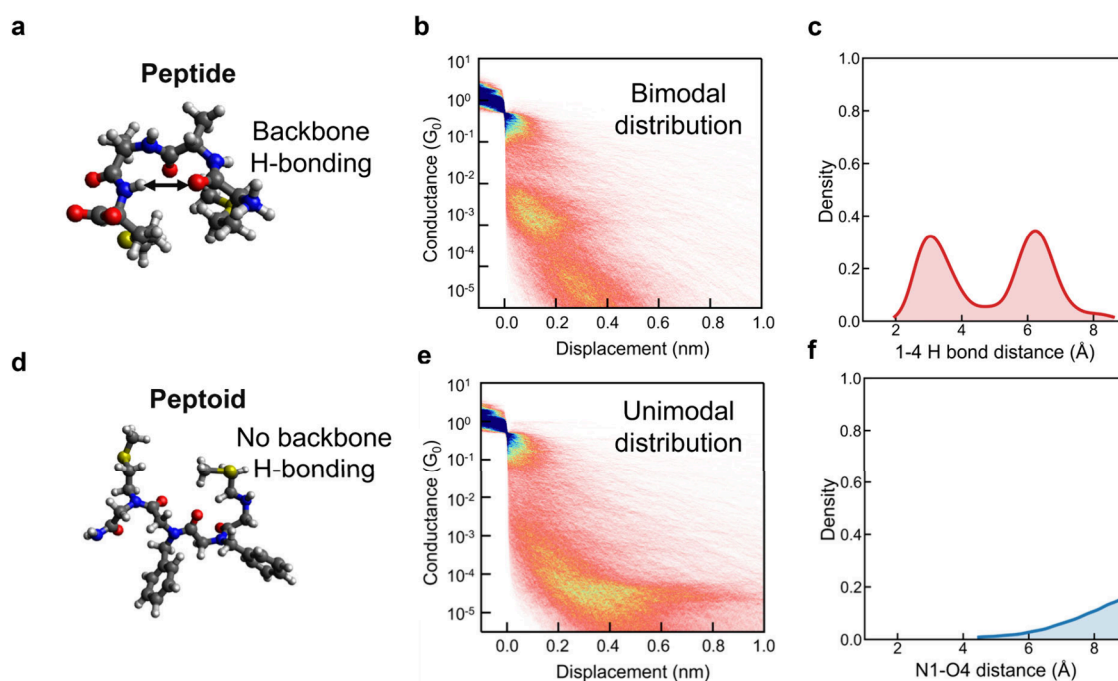 a
Peptide
Backbone
H-bonding
b
Bimodal
distribution
Conductance (G₀)
10¹
10⁰
10⁻¹
10⁻²
10⁻³
10⁻⁴
10⁻⁵
0.0 0.2 0.4 0.6 0.8 1.0
Displacement (nm)
c
Density
1.0
0.8
0.6
0.4
0.2
0.0
2 4 6 8
1-4 H bond distance (Å)
d
Peptoid
No backbone
H-bonding
e
Unimodal
distribution
Conductance (G₀)
10¹
10⁰
10⁻¹
10⁻²
10⁻³
10⁻⁴
10⁻⁵
0.0 0.2 0.4 0.6 0.8 1.0
Displacement (nm)
f
Density
1.0
0.8
0.6
0.4
0.2
0.0
2 4 6 8
N1-O4 distance (Å)